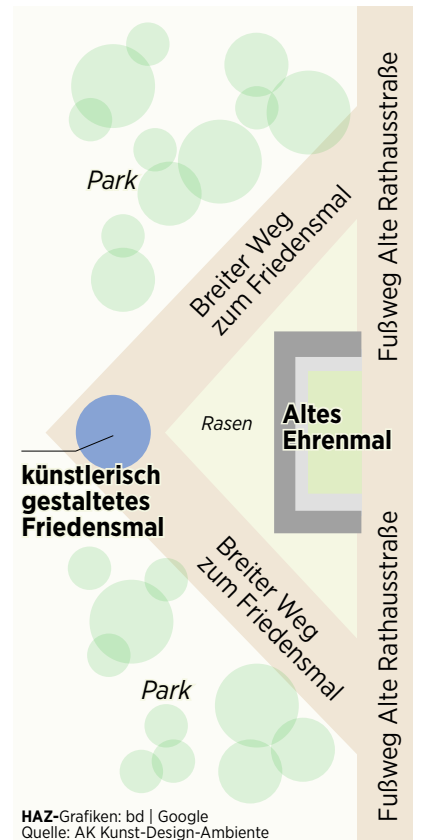 Park
Breiter Weg
zum Friedensmal
Fußweg Alte Rathausstraße
Rasen
Altes
Ehrenmal
künstlerisch
gestaltetes
Friedensmal
Breiter Weg
zum Friedensmal
Fußweg Alte Rathausstraße
Park
HAZ-Grafiken: bd | Google
Quelle: AK Kunst-Design-Ambiente